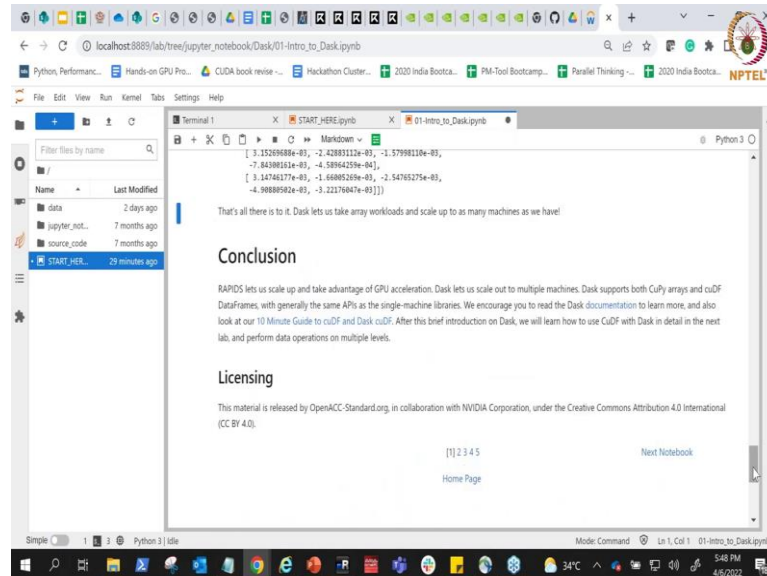 localhost:8889/lab/tree/jupyter_notebook/Dask/01-Intro_to_Dask.ipynb
Python, Performanc... Hands-on GPU Pro... CUDA book revise -... Hackathon Cluster... 2020 India Bootca... PM-Tool Bootcamp... Parallel Thinking -... 2020 India Bootca...
NPTEL
File Edit View Run Kernel Tabs Settings Help
Terminal 1 START_HERE.ipynb 01-Intro_to_Dask.ipynb
Markdown Python 3
Filter files by name
/
Name Last Modified
data 2 days ago
jupyter_not... 7 months ago
source_code 7 months ago
START_HER... 29 minutes ago
[ 3.15269688e-03, -2.42883112e-03, -1.57998110e-03,
-7.84300161e-03, -4.58964259e-04],
[ 3.14746177e-03, -1.66005269e-03, -2.54765275e-03,
-4.90880502e-03, -3.22176047e-03]])
That's all there is to it. Dask lets us take array workloads and scale up to as many machines as we have!
Conclusion
RAPIDS lets us scale up and take advantage of GPU acceleration. Dask lets us scale out to multiple machines. Dask supports both CuPy arrays and cuDF
DataFrames, with generally the same APIs as the single-machine libraries. We encourage you to read the Dask documentation to learn more, and also
look at our 10 Minute Guide to cuDF and Dask cuDF. After this brief introduction on Dask, we will learn how to use CuDF with Dask in detail in the next
lab, and perform data operations on multiple levels.
Licensing
This material is released by OpenACC-Standard.org, in collaboration with NVIDIA Corporation, under the Creative Commons Attribution 4.0 International
(CC BY 4.0).
[1] 2 3 4 5 Next Notebook
Home Page
Simple 1 3 Python 3 | Idle Mode: Command Ln 1, Col 1 01-Intro_to_Dask.ipyn
34°C 5:48 PM
4/6/2022